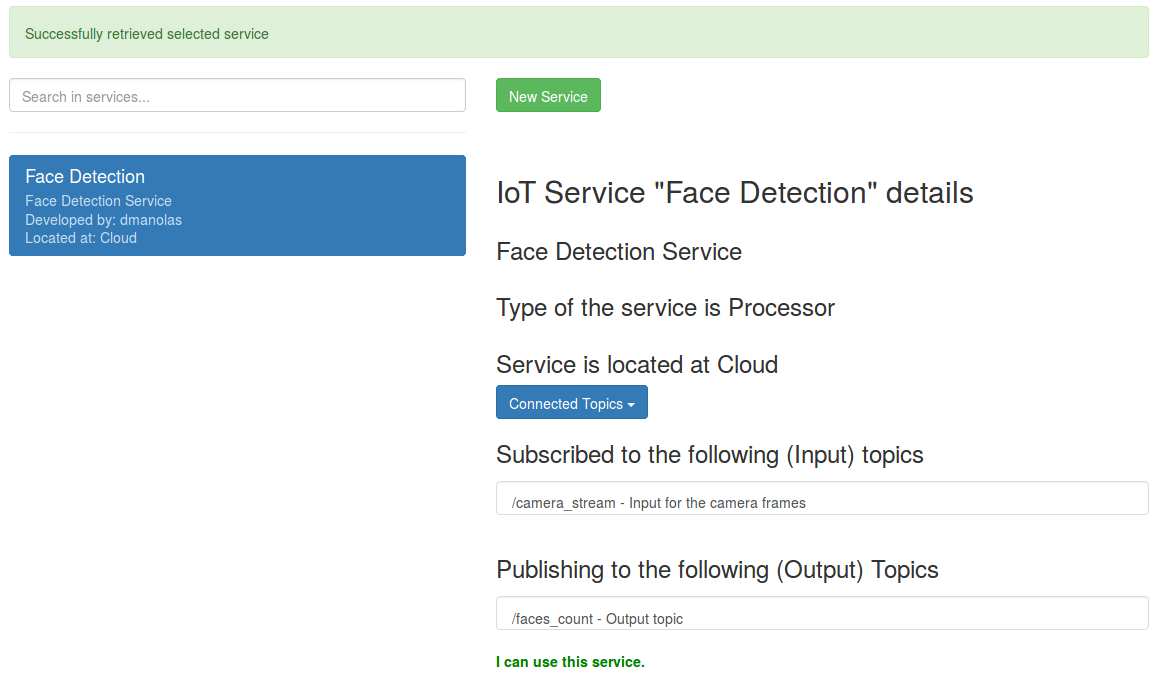 Successfully retrieved selected service
Search in services...
New Service
Face Detection
Face Detection Service
Developed by: dmanolas
Located at: Cloud
IoT Service "Face Detection" details
Face Detection Service
Type of the service is Processor
Service is located at Cloud
Connected Topics
Subscribed to the following (Input) topics
/camera_stream - Input for the camera frames
Publishing to the following (Output) Topics
/faces_count - Output topic
I can use this service.